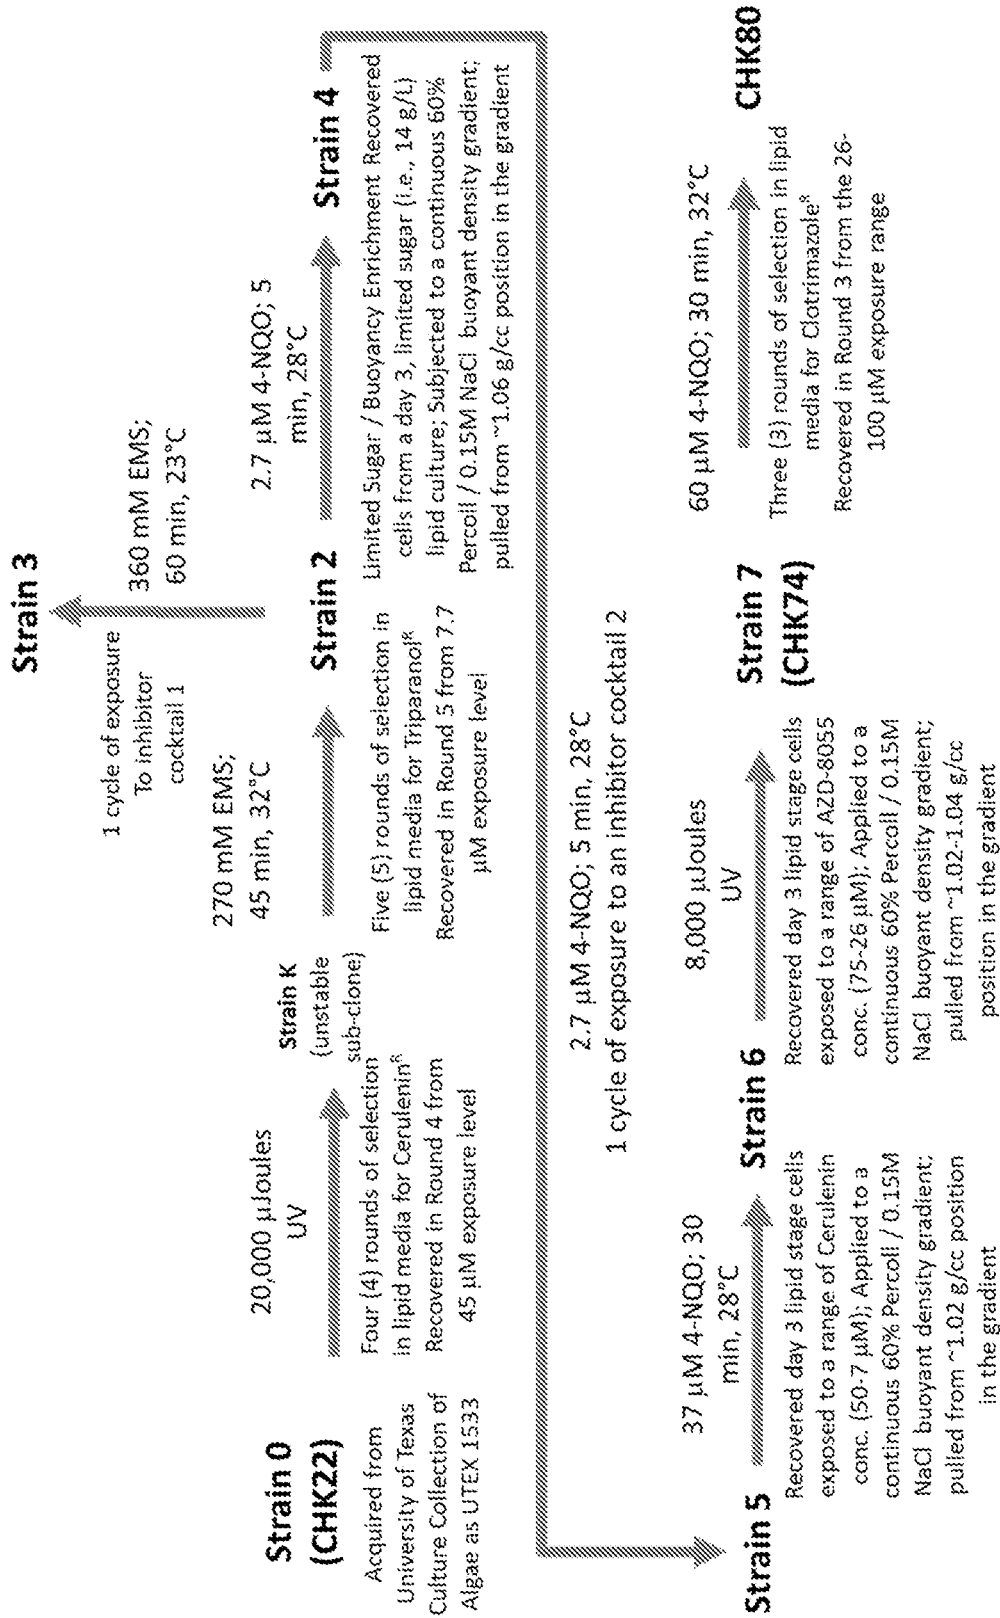 Strain 3
1 cycle of exposure
To inhibitor
cocktail 1
360 mM EMS;
60 min, 23°C
Strain 0
(CHK22)
Acquired from
University of Texas
Culture Collection of
Algae as UTEX 1533
20,000 µJoules
UV
Four (4) rounds of selection
in lipid media for Cerulenin^R
Recovered in Round 4 from
45 µM exposure level
Strain K
(unstable
sub-clone)
270 mM EMS;
45 min, 32°C
Five (5) rounds of selection in
lipid media for Triparanol^R
Recovered in Round 5 from 7.7
µM exposure level
Strain 2
2.7 µM 4-NQO; 5
min, 28°C
Limited Sugar / Buoyancy Enrichment Recovered
cells from a day 3, limited sugar (i.e., 14 g/L)
lipid culture; Subjected to a continuous 60%
Percoll / 0.15M NaCl buoyant density gradient;
pulled from ~1.06 g/cc position in the gradient
Strain 4
2.7 µM 4-NQO; 5 min, 28°C
1 cycle of exposure to an inhibitor cocktail 2
Strain 5
37 µM 4-NQO; 30
min, 28°C
Recovered day 3 lipid stage cells
exposed to a range of Cerulenin
conc. (50-7 µM); Applied to a
continuous 60% Percoll / 0.15M
NaCl buoyant density gradient;
pulled from ~1.02 g/cc position
in the gradient
Strain 6
8,000 µJoules
UV
Recovered day 3 lipid stage cells
exposed to a range of AZD-8055
conc. (75-26 µM); Applied to a
continuous 60% Percoll / 0.15M
NaCl buoyant density gradient;
pulled from ~1.02-1.04 g/cc
position in the gradient
Strain 7
(CHK74)
60 µM 4-NQO; 30 min, 32°C
Three (3) rounds of selection in lipid
media for Clotrimazole^R
Recovered in Round 3 from the 26-
100 µM exposure range
CHK80